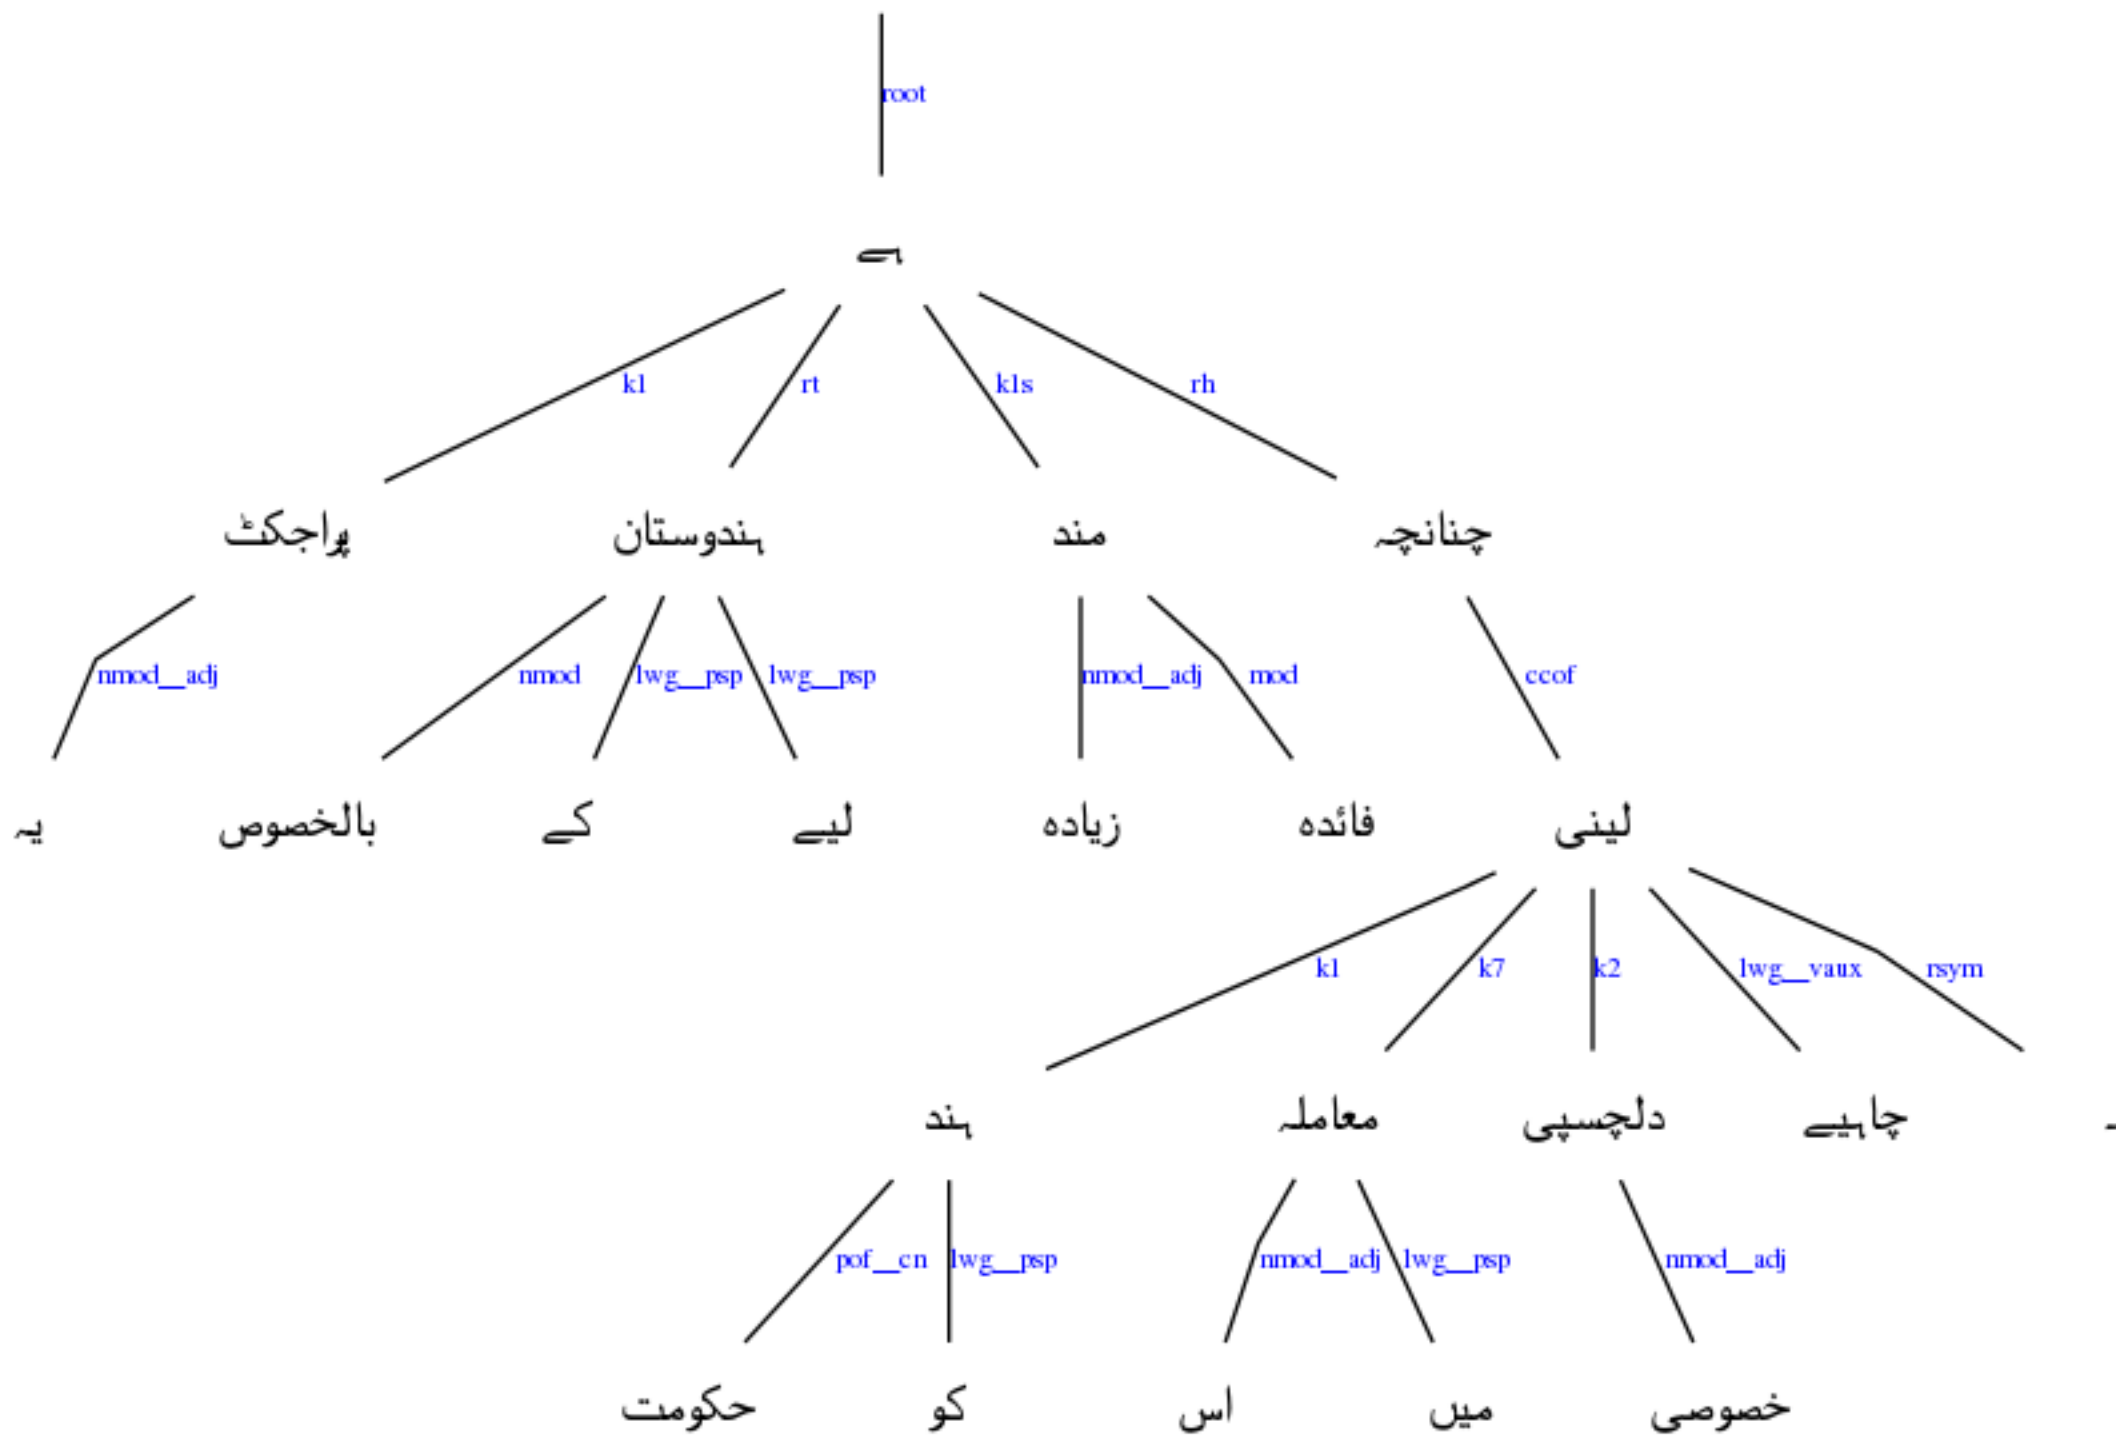 root
ہے
k1 rt k1s rh
پراجکٹ ہندوستان مند چنانچہ
nmod__adj nmod lwg__psp lwg__psp nmod__adj mod ccof
یہ بالخصوص کے لیے زیادہ فائدہ لینی
k1 k7 k2 lwg__vaux rsym
ہند معاملہ دلچسپی چاہیے ۔
pof__cn lwg__psp nmod__adj lwg__psp nmod__adj
حکومت کو اس میں خصوصی